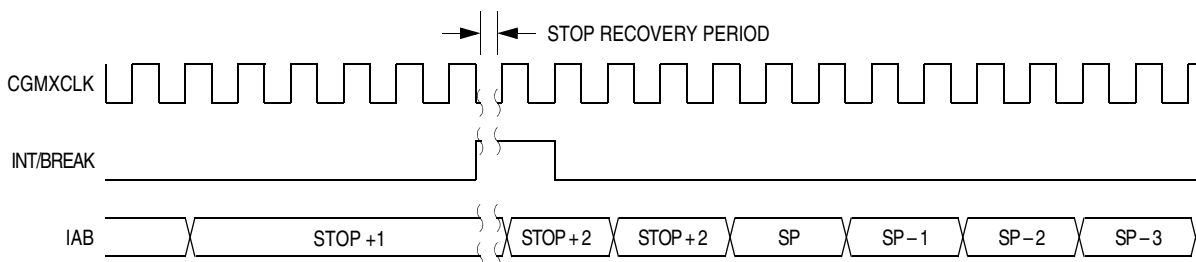 STOP RECOVERY PERIOD
CGMXCLK
INT/BREAK
IAB STOP +1 STOP + 2 STOP + 2 SP SP – 1 SP – 2 SP – 3